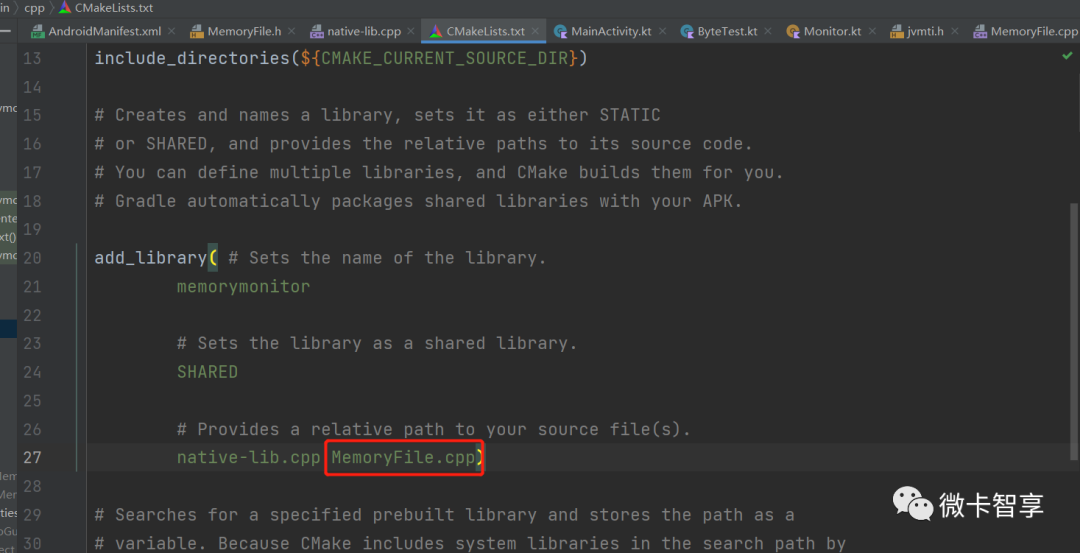 in > cpp > CMakeLists.txt
AndroidManifest.xml MemoryFile.h native-lib.cpp CMakeLists.txt MainActivity.kt ByteTest.kt Monitor.kt jvmti.h MemoryFile.cpp
13 include_directories(${CMAKE_CURRENT_SOURCE_DIR})
14
15 # Creates and names a library, sets it as either STATIC
16 # or SHARED, and provides the relative paths to its source code.
17 # You can define multiple libraries, and CMake builds them for you.
18 # Gradle automatically packages shared libraries with your APK.
19
20 add_library( # Sets the name of the library.
21 memorymonitor
22
23 # Sets the library as a shared library.
24 SHARED
25
26 # Provides a relative path to your source file(s).
27 native-lib.cpp MemoryFile.cpp)
28
29 # Searches for a specified prebuilt library and stores the path as a
30 # variable. Because CMake includes system libraries in the search path by
微卡智享